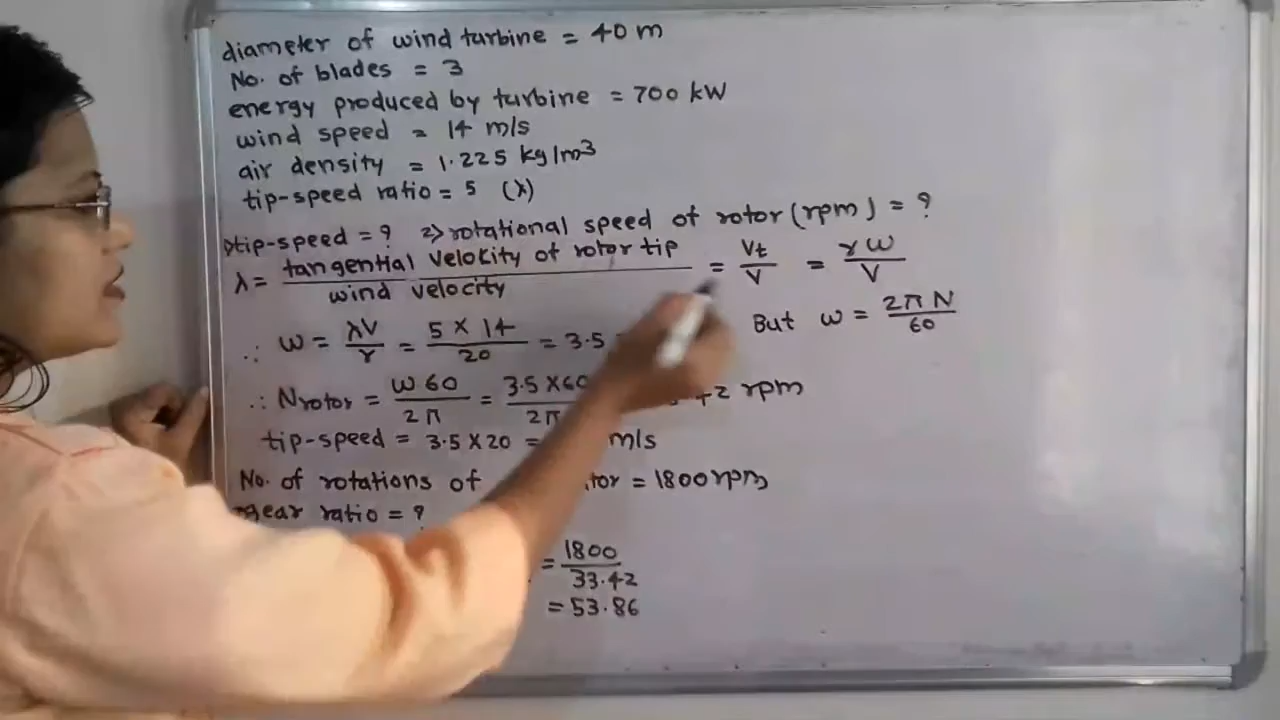 diameter of wind turbine = 40 m
No. of blades = 3
energy produced by turbine = 700 kW
wind speed = 14 m/s
air density = 1.225 kg/m³
tip-speed ratio = 5 (λ)
1) tip-speed = ? 2) rotational speed of rotor (rpm) = ?
λ = tangential velokity of rotor tip / wind velocity = Vt / V = rω / V
But ω = 2πN / 60
∴ ω = λV / r = 5 × 14 / 20 = 3.5
∴ Nrotor = ω 60 / 2π = 3.5 × 60 / 2π 2 rpm
tip-speed = 3.5 × 20 = m/s
No. of rotations of = 1800 rpm
gear ratio = ?
= 1800 / 33.42
= 53.86